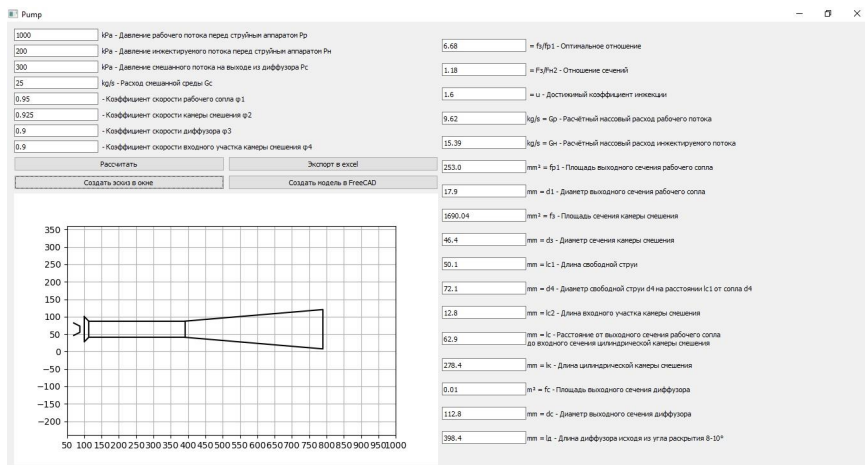 Pump
1000 kPa - Давление рабочего потока перед струйным аппаратом Pp
200 kPa - Давление инжектируемого потока перед струйным аппаратом Pн
300 kPa - Давление смешанного потока на выходе из диффузора Pc
25 kg/s - Расход смешанной среды Gc
0.95 - Коэффициент скорости рабочего сопла φ1
0.925 - Коэффициент скорости камеры смешения φ2
0.9 - Коэффициент скорости диффузора φ3
0.9 - Коэффициент скорости входного участка камеры смешения φ4
Рассчитать Экспорт в excel
Создать эскиз в окне Создать модель в FreeCAD
350
300
250
200
150
100
50
0
−50
−100
−150
−200
50 100 150 200 250 300 350 400 450 500 550 600 650 700 750 800 850 900 950 1000
6.68 = fз/fp1 - Оптимальное отношение
1.18 = fз/fн2 - Отношение сечений
1.6 = u - Достижимый коэффициент инжекции
9.62 kg/s = Gp - Расчётный массовый расход рабочего потока
15.39 kg/s = Gн - Расчётный массовый расход инжектируемого потока
253.0 mm² = fp1 - Площадь выходного сечения рабочего сопла
17.9 mm = d1 - Диаметр выходного сечения рабочего сопла
1690.04 mm² = fз - Площадь сечения камеры смешения
46.4 mm = dз - Диаметр сечения камеры смешения
50.1 mm = lc1 - Длина свободной струи
72.1 mm = d4 - Диаметр свободной струи d4 на расстоянии lc1 от сопла d4
12.8 mm = lc2 - Длина входного участка камеры смешения
62.9 mm = lc - Расстояние от выходного сечения рабочего сопла
до входного сечения цилиндрической камеры смешения
278.4 mm = lк - Длина цилиндрической камеры смешения
0.01 m² = fc - Площадь выходного сечения диффузора
112.8 mm = dc - Диаметр выходного сечения диффузора
398.4 mm = lд - Длина диффузора исходя из угла раскрытия 8-10°